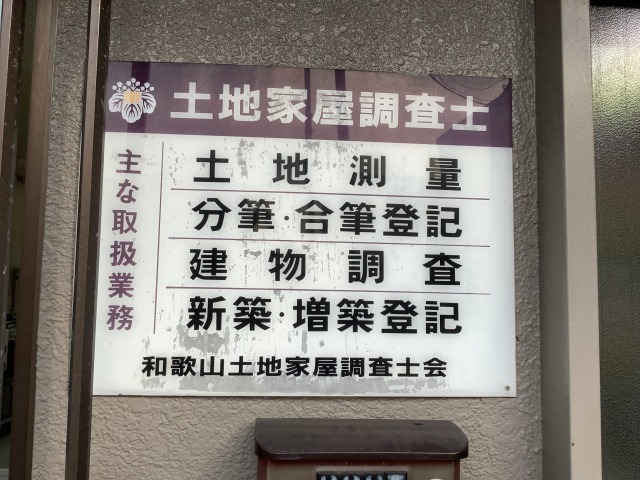 土地家屋調査士
主な取扱業務
土地測量
分筆・合筆登記
建物調査
新築・増築登記
和歌山土地家屋調査士会